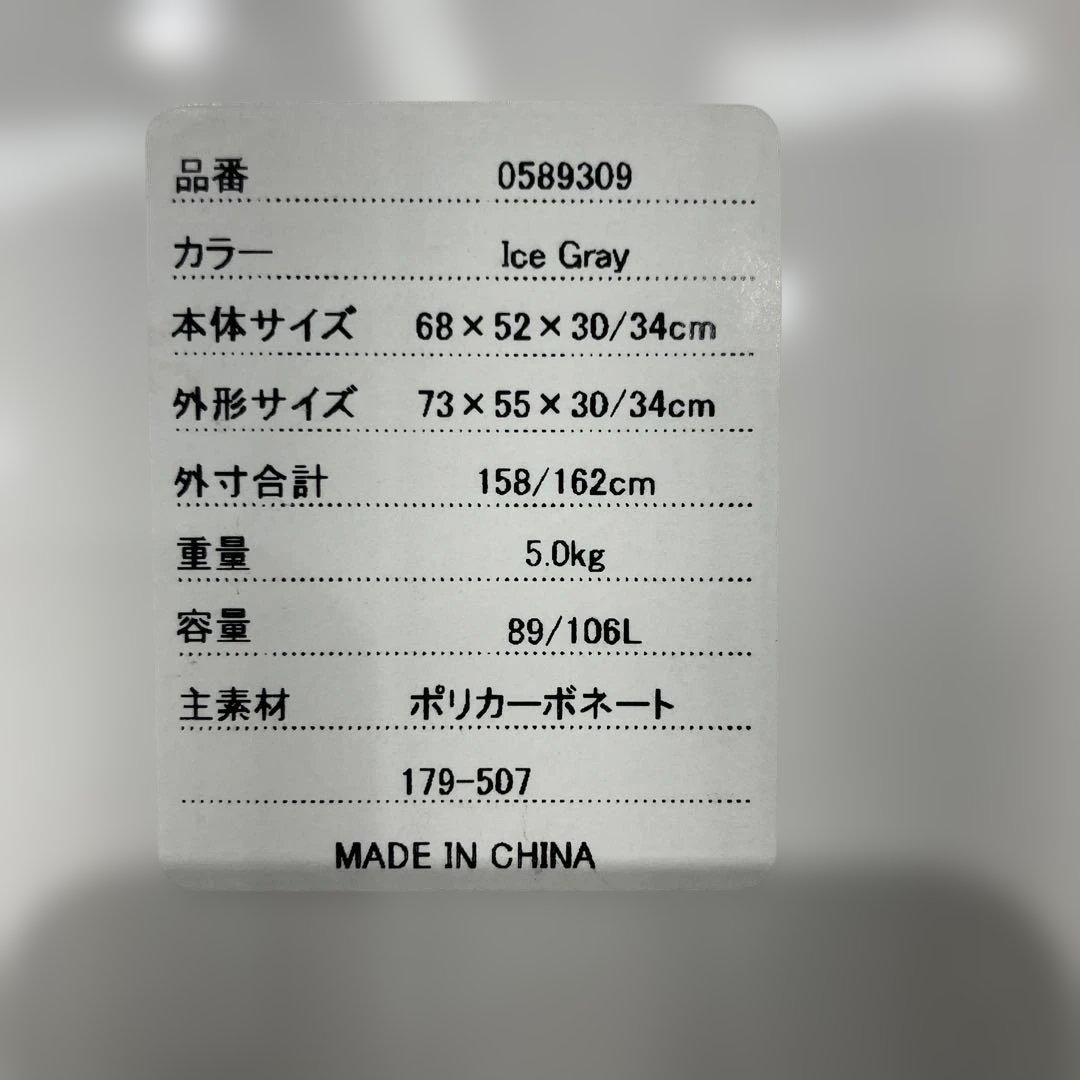 品番 0589309
カラー Ice Gray
本体サイズ 68×52×30/34cm
外形サイズ 73×55×30/34cm
外寸合計 158/162cm
重量 5.0kg
容量 89/106L
主素材 ポリカーボネート
179-507
MADE IN CHINA